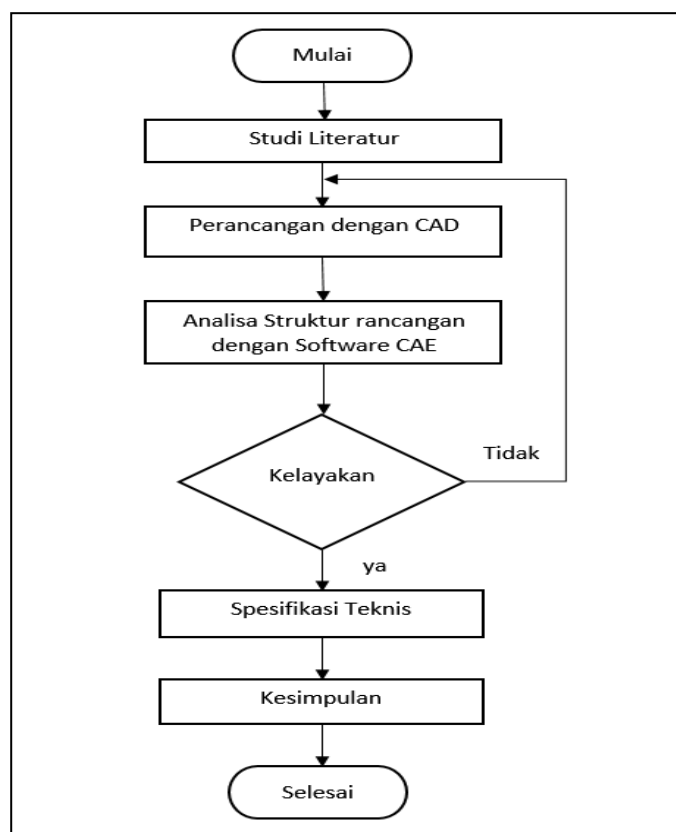 Mulai
Studi Literatur
Perancangan dengan CAD
Analisa Struktur rancangan
dengan Software CAE
Kelayakan
Tidak
ya
Spesifikasi Teknis
Kesimpulan
Selesai